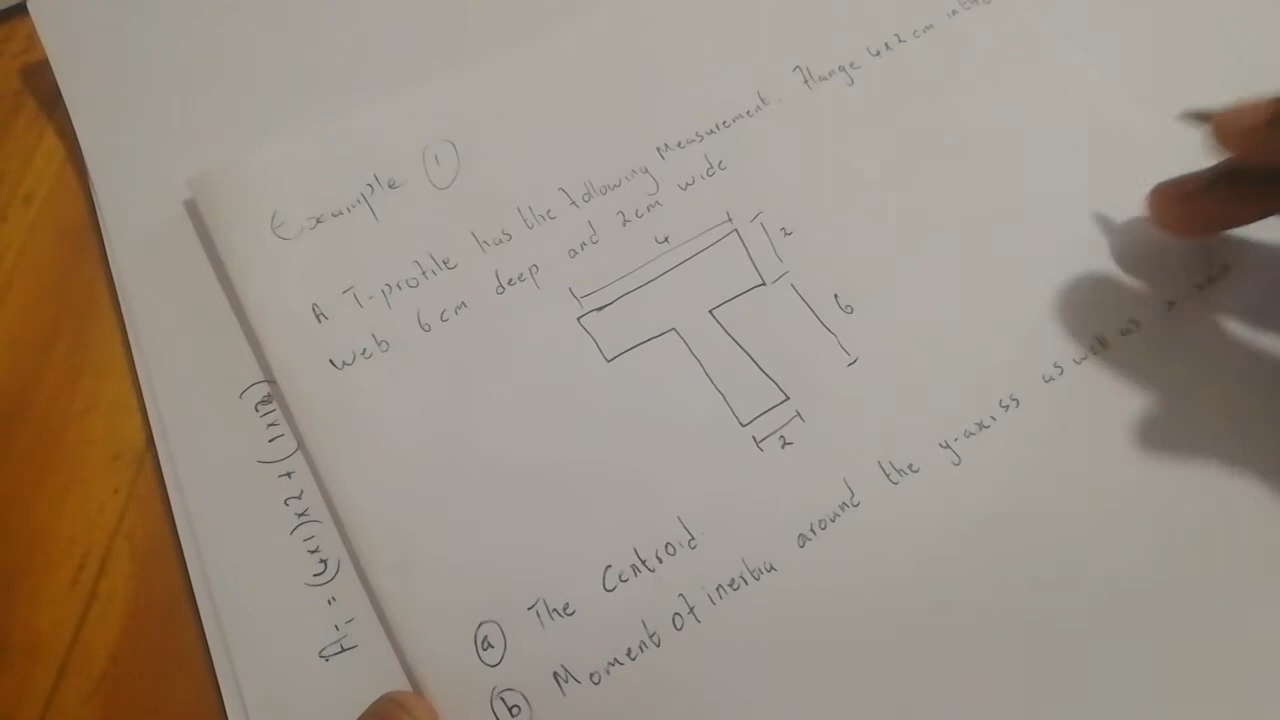 Example ①
A T-profile has the following Measurement. Flange 4x2 cm
web 6cm deep and 2cm wide
4
2
6
2
ⓐ The Centroid.
ⓑ Moment of inertia around the y-axiss as well as
A = (4x1)x2 + (1x12)